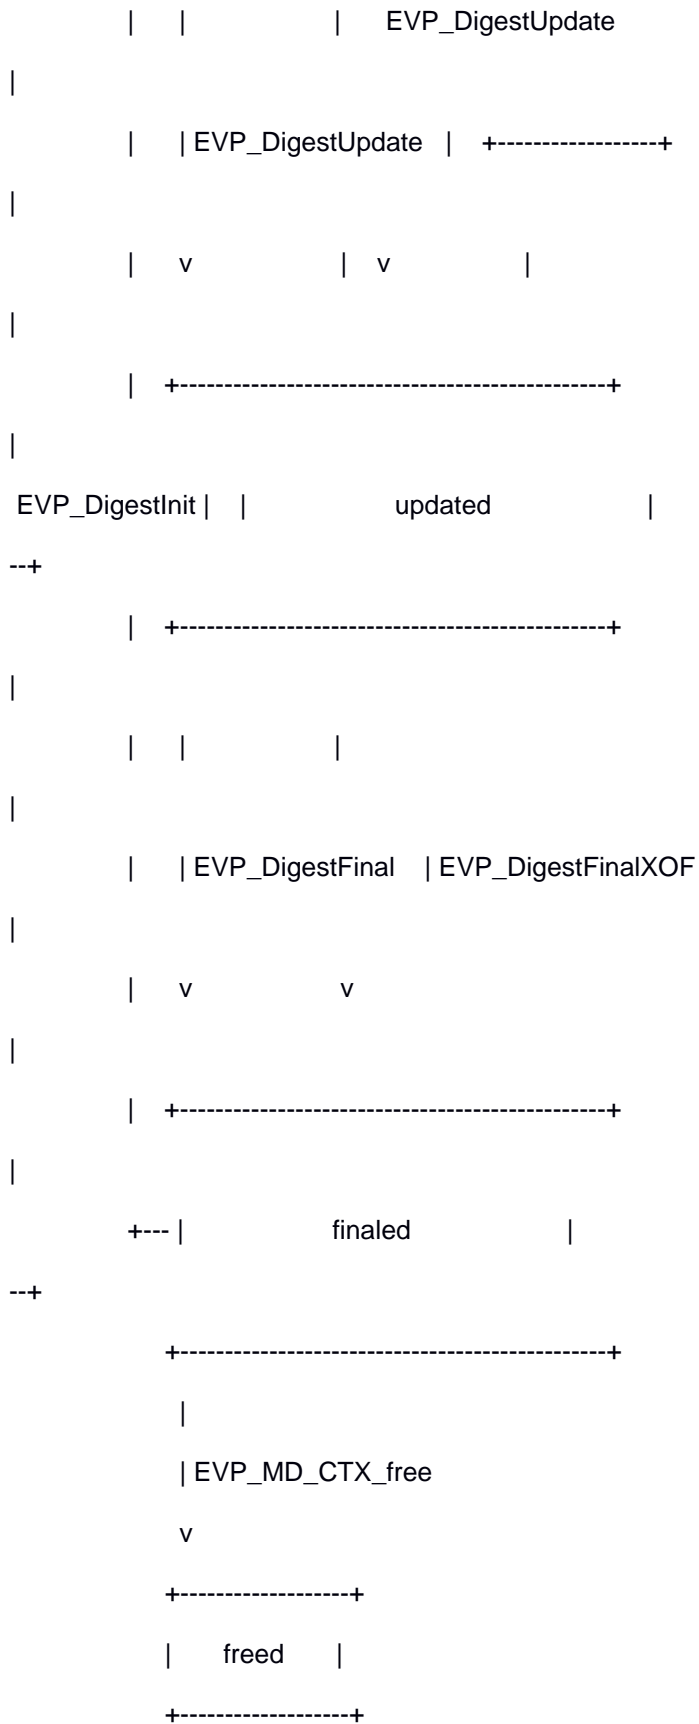 | | | EVP_DigestUpdate
|
| | EVP_DigestUpdate | +------------------+
|
| v | v |
|
| +------------------------------------------------+
|
EVP_DigestInit | | updated |
--+
| +------------------------------------------------+
|
| | |
|
| | EVP_DigestFinal | EVP_DigestFinalXOF
|
| v v
|
| +------------------------------------------------+
|
+--- | finaled |
--+
+------------------------------------------------+
|
| EVP_MD_CTX_free
v
+-------------------+
| freed |
+-------------------+